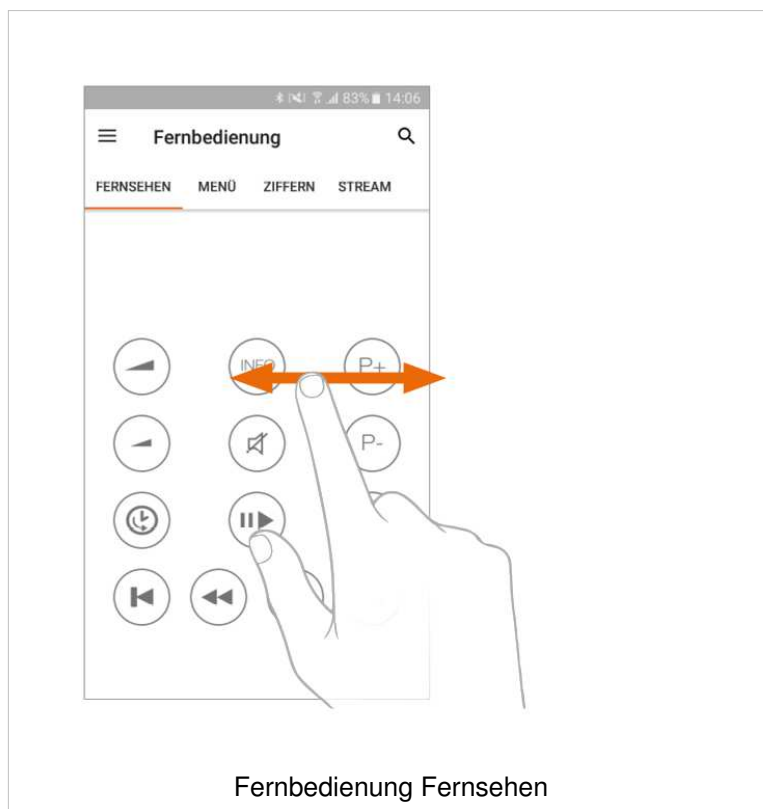 83% 14:06
Fernbedienung
FERNSEHEN MENÜ ZIFFERN STREAM
INFO P+
P-
Fernbedienung Fernsehen